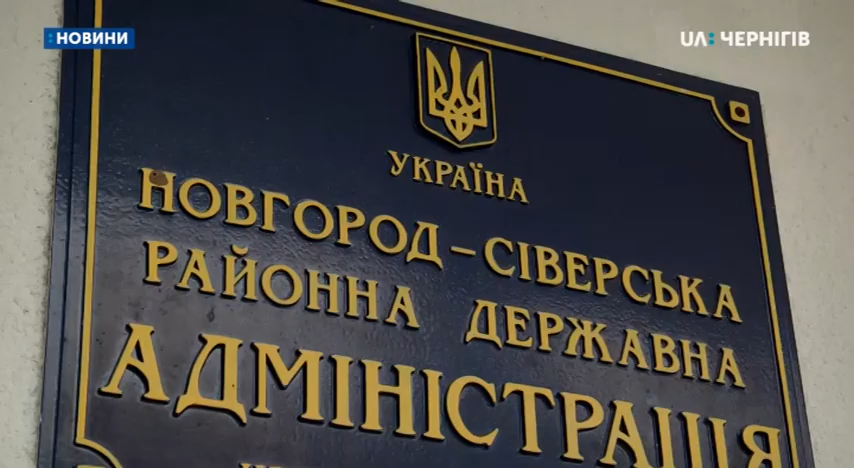 НОВИНИ
UA: ЧЕРНІГІВ
УКРАЇНА
НОВГОРОД – СІВЕРСЬКА
РАЙОННА ДЕРЖАВНА
АДМІНІСТРАЦІЯ